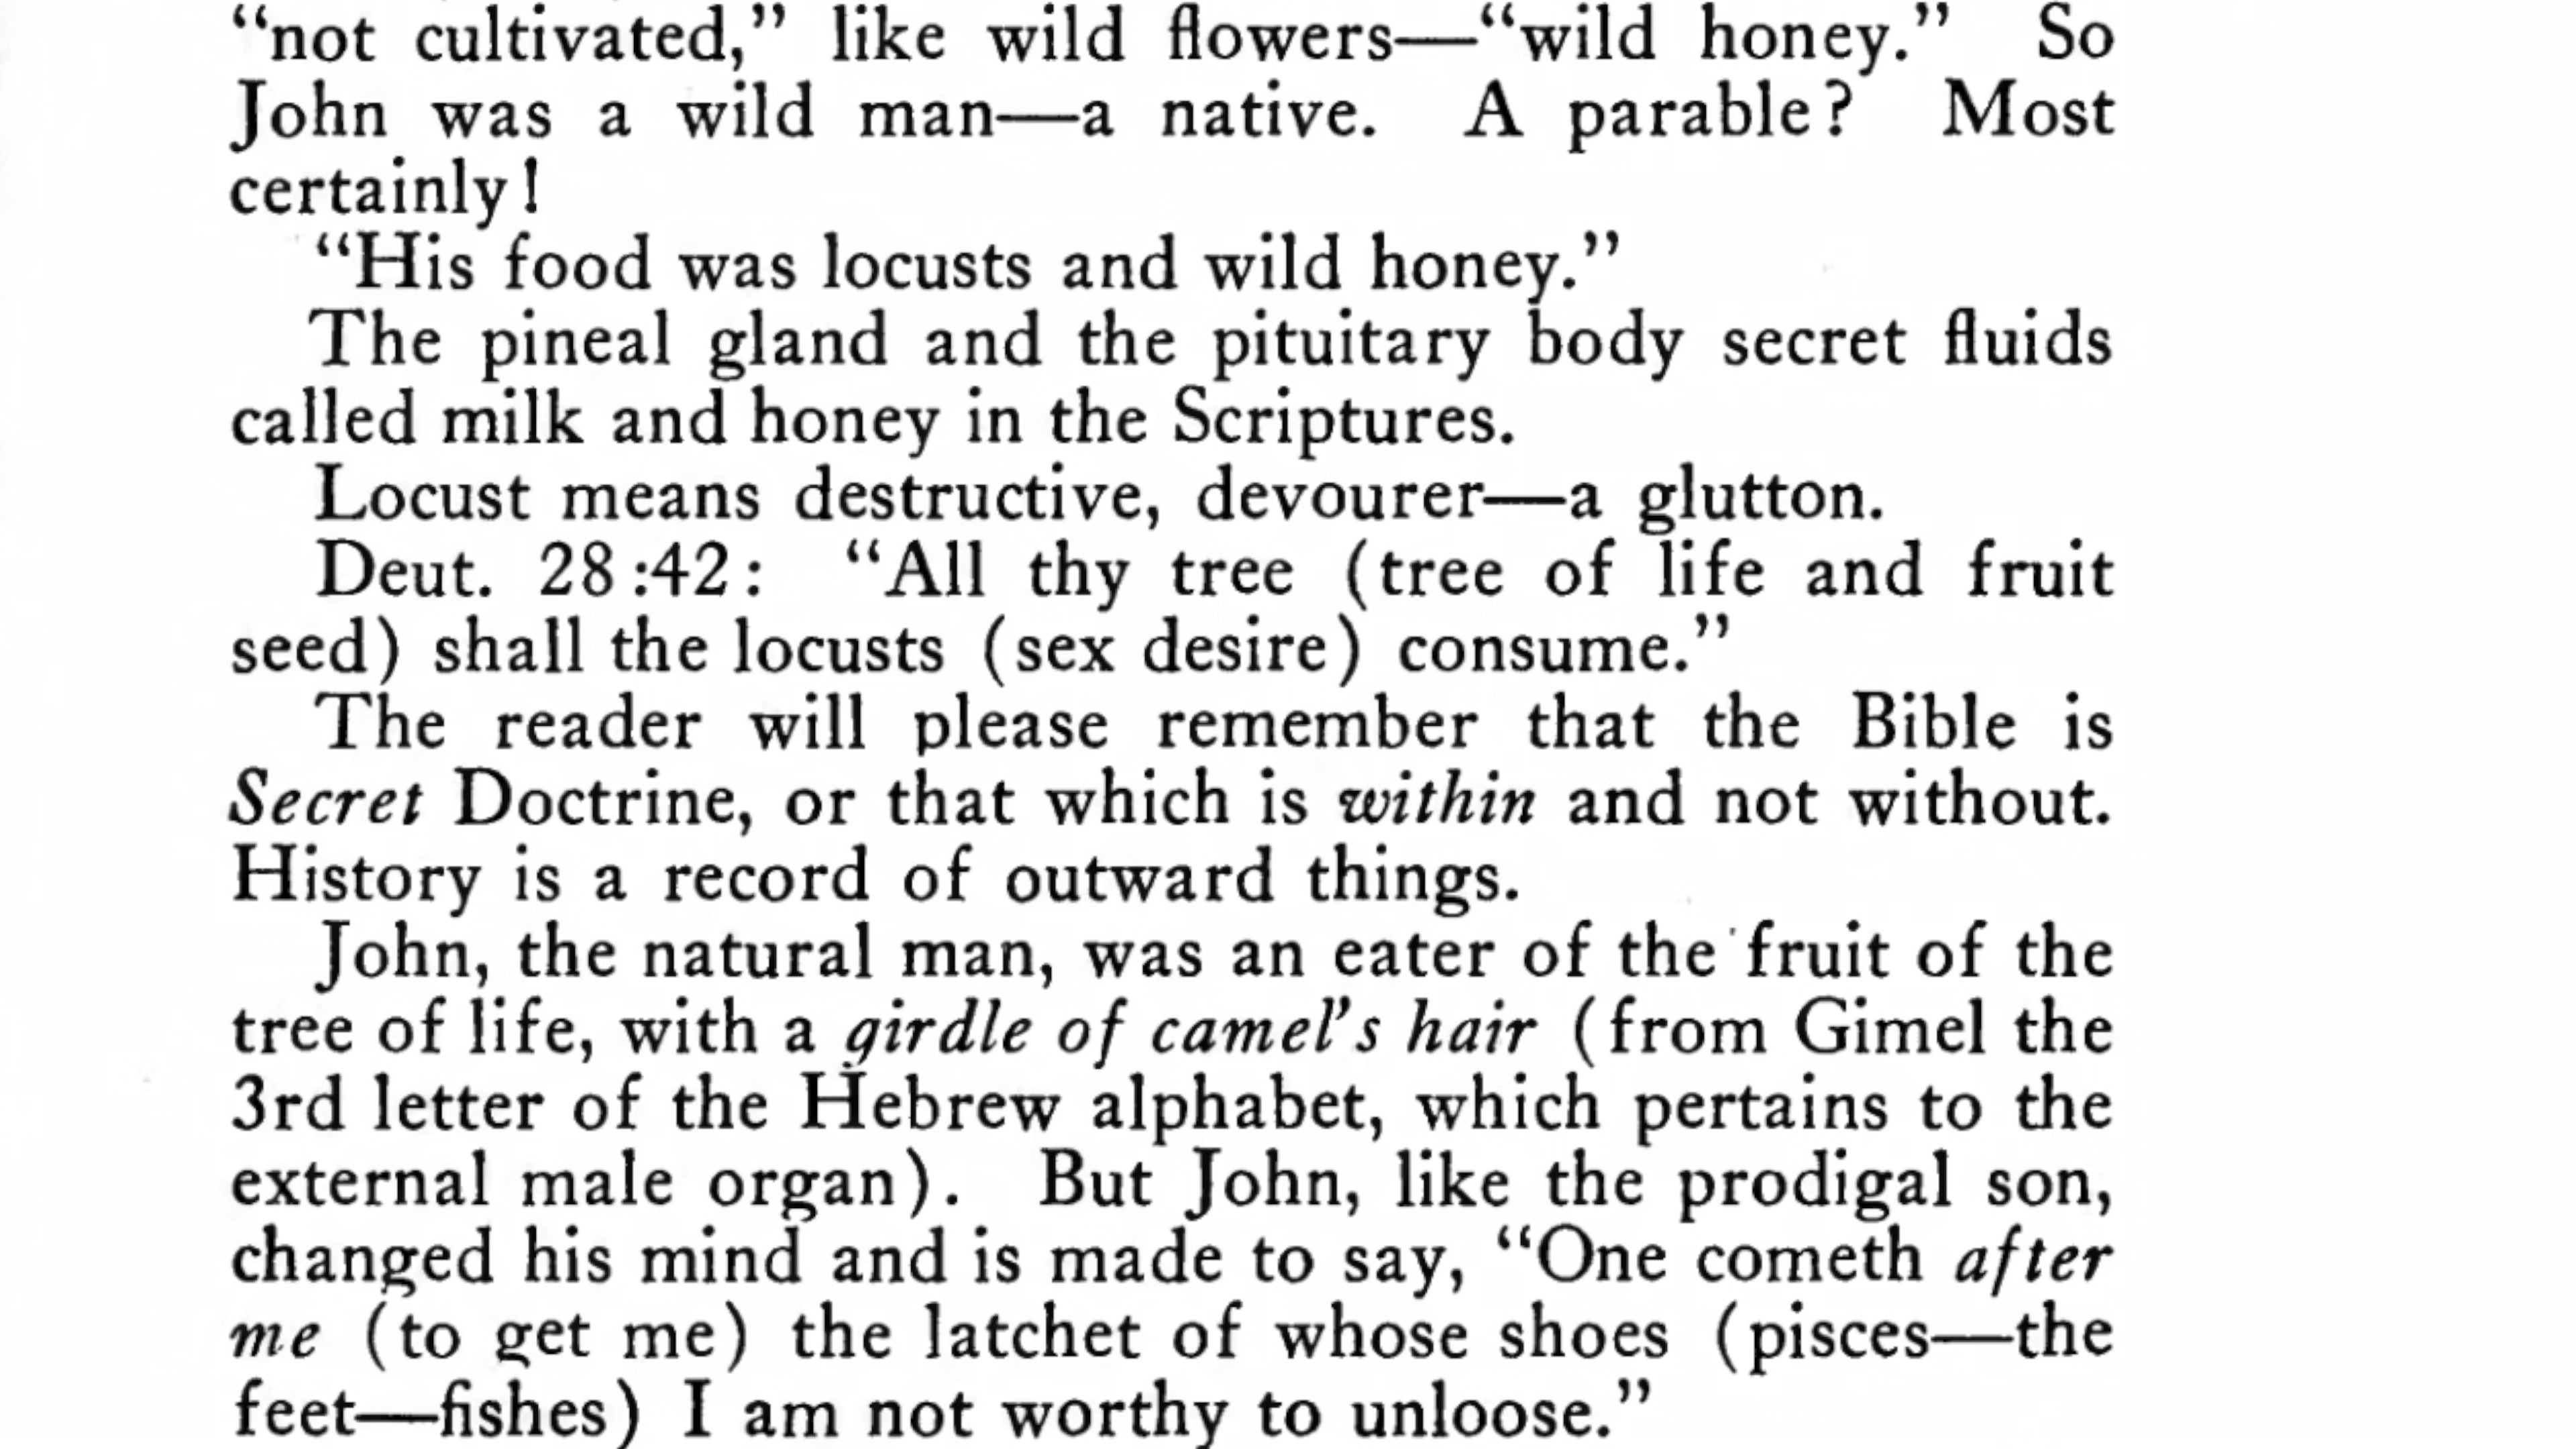 “not cultivated,” like wild flowers—“wild honey.” So
John was a wild man—a native. A parable? Most
certainly!
“His food was locusts and wild honey.”
The pineal gland and the pituitary body secret fluids
called milk and honey in the Scriptures.
Locust means destructive, devourer—a glutton.
Deut. 28:42: “All thy tree (tree of life and fruit
seed) shall the locusts (sex desire) consume.”
The reader will please remember that the Bible is
Secret Doctrine, or that which is within and not without.
History is a record of outward things.
John, the natural man, was an eater of the fruit of the
tree of life, with a girdle of camel’s hair (from Gimel the
3rd letter of the Hebrew alphabet, which pertains to the
external male organ). But John, like the prodigal son,
changed his mind and is made to say, “One cometh after
me (to get me) the latchet of whose shoes (pisces—the
feet—fishes) I am not worthy to unloose.”